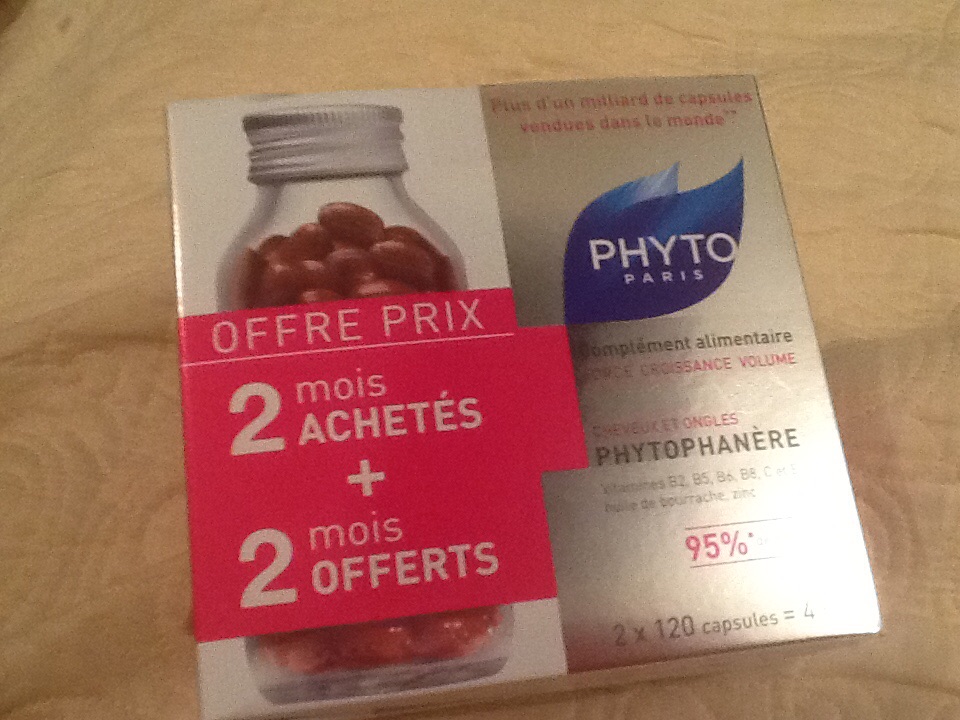 Plus d'un milliard de capsules
vendues dans le monde**
PHYTO
PARIS
OFFRE PRIX
2 mois
ACHETÉS
+
2 mois
OFFERTS
Complément alimentaire
FORCE CROISSANCE VOLUME
CHEVEUX ET ONGLES
PHYTOPHANÈRE
Vitamines B2, B5, B6, B8, C et E
huile de bourrache, zinc
95%*
2 x 120 capsules = 4